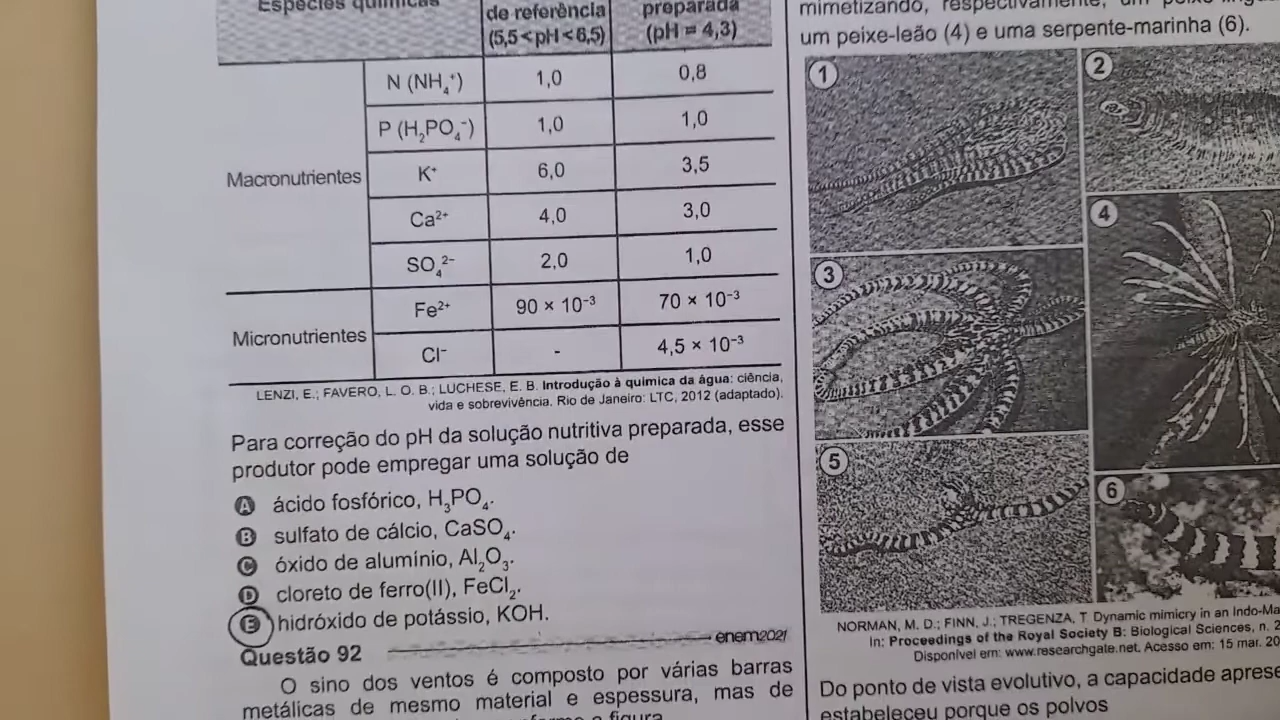 Espécies químicas
de referência
(5,5 < pH < 6,5)
preparada
(pH = 4,3)
Macronutrientes
N (NH₄⁺) 1,0 0,8
P (H₂PO₄⁻) 1,0 1,0
K⁺ 6,0 3,5
Ca²⁺ 4,0 3,0
SO₄²⁻ 2,0 1,0
Micronutrientes
Fe²⁺ 90 × 10⁻³ 70 × 10⁻³
Cl⁻ - 4,5 × 10⁻³
LENZI, E.; FAVERO, L. O. B.; LUCHESE, E. B. Introdução à química da água: ciência,
vida e sobrevivência. Rio de Janeiro: LTC, 2012 (adaptado).
Para correção do pH da solução nutritiva preparada, esse
produtor pode empregar uma solução de
A ácido fosfórico, H₃PO₄.
B sulfato de cálcio, CaSO₄.
C óxido de alumínio, Al₂O₃.
D cloreto de ferro(II), FeCl₂.
E hidróxido de potássio, KOH.
enem2021
Questão 92
O sino dos ventos é composto por várias barras
metálicas de mesmo material e espessura, mas de
figura
mimetizando, respectivamente, um
um peixe-leão (4) e uma serpente-marinha (6).
1
2
3
4
5
6
NORMAN, M. D.; FINN, J.; TREGENZA, T. Dynamic mimicry in an Indo-Ma
In: Proceedings of the Royal Society B: Biological Sciences, n. 2
Disponível em: www.researchgate.net. Acesso em: 15 mar. 20
Do ponto de vista evolutivo, a capacidade aprese
estabeleceu porque os polvos